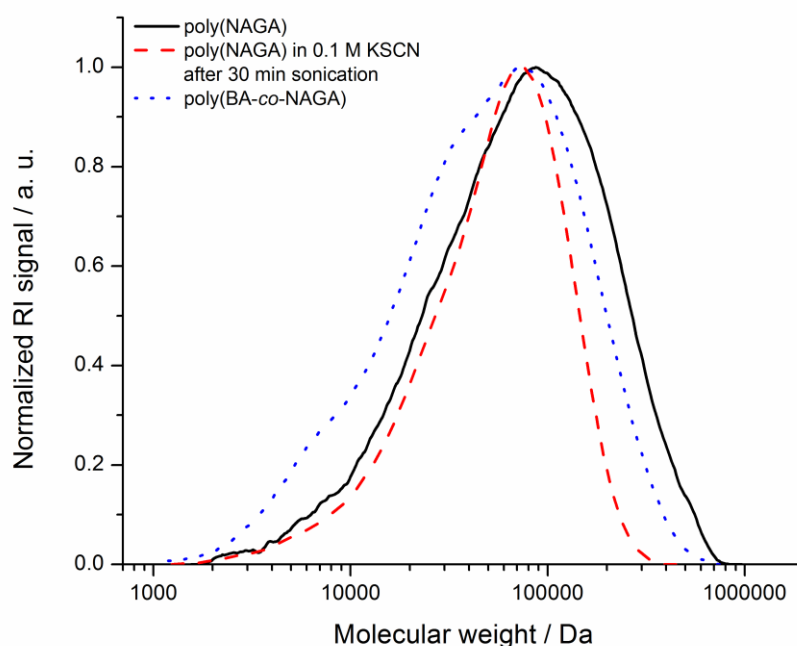 poly(NAGA)
poly(NAGA) in 0.1 M KSCN
after 30 min sonication
poly(BA-co-NAGA)
Normalized RI signal / a. u.
1.0
0.8
0.6
0.4
0.2
0.0
1000 10000 100000 1000000
Molecular weight / Da